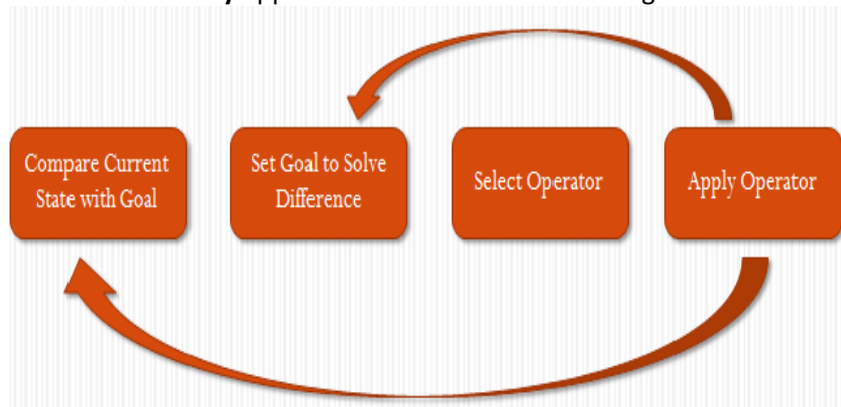 Compare Current
State with Goal
Set Goal to Solve
Difference
Select Operator
Apply Operator